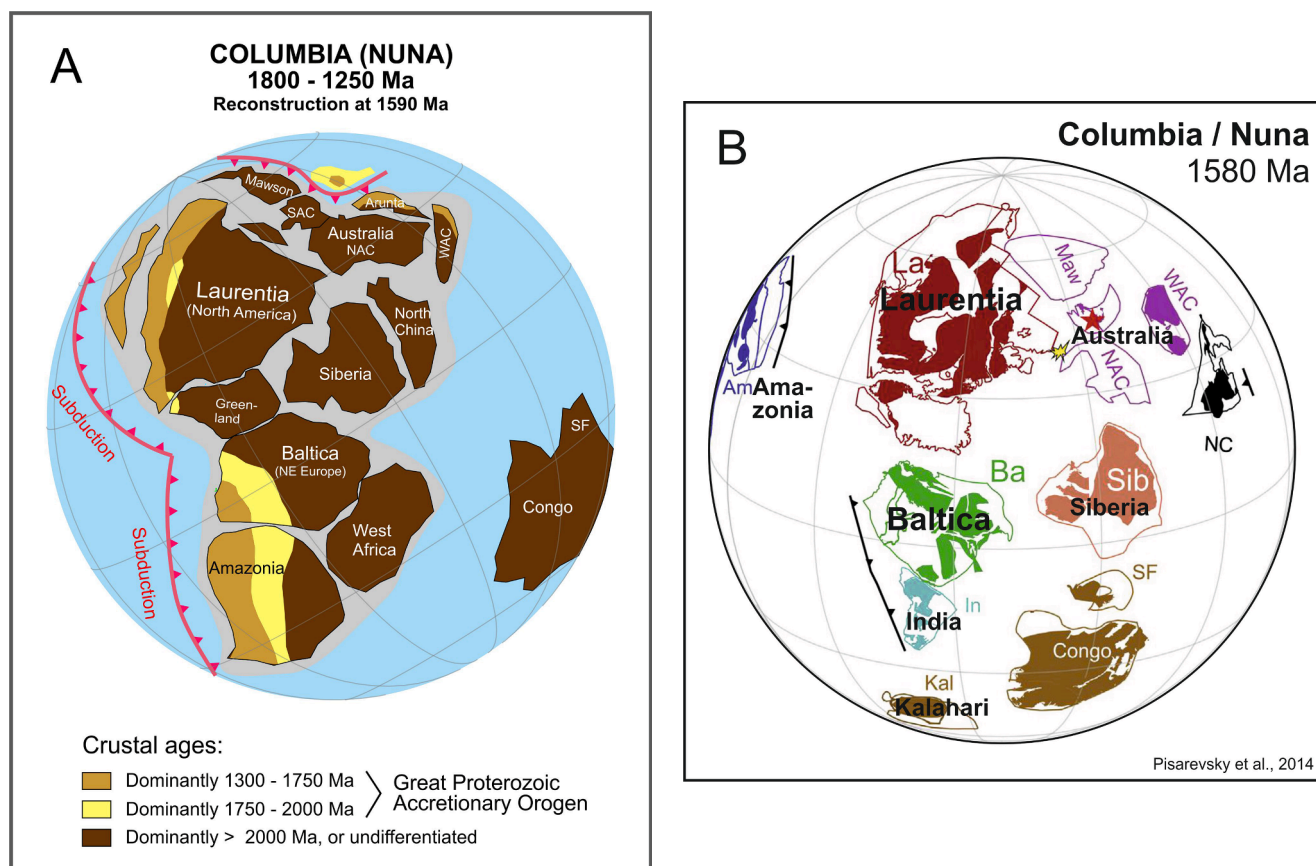 A
COLUMBIA (NUNA)
1800 - 1250 Ma
Reconstruction at 1590 Ma
Mawson
SAC
Arunta
Australia
NAC
WAC
Laurentia
(North America)
North
China
Siberia
Green-
land
Baltica
(NE Europe)
SF
Congo
West
Africa
Amazonia
Subduction
Subduction
Crustal ages:
Dominantly 1300 - 1750 Ma
Dominantly 1750 - 2000 Ma
Great Proterozoic
Accretionary Orogen
Dominantly > 2000 Ma, or undifferentiated
B
Columbia / Nuna
1580 Ma
La
Laurentia
Maw
WAC
Australia
NAC
Am
Ama-
zonia
NC
Ba
Baltica
Sib
Siberia
SF
In
India
Congo
Kal
Kalahari
Pisarevsky et al., 2014